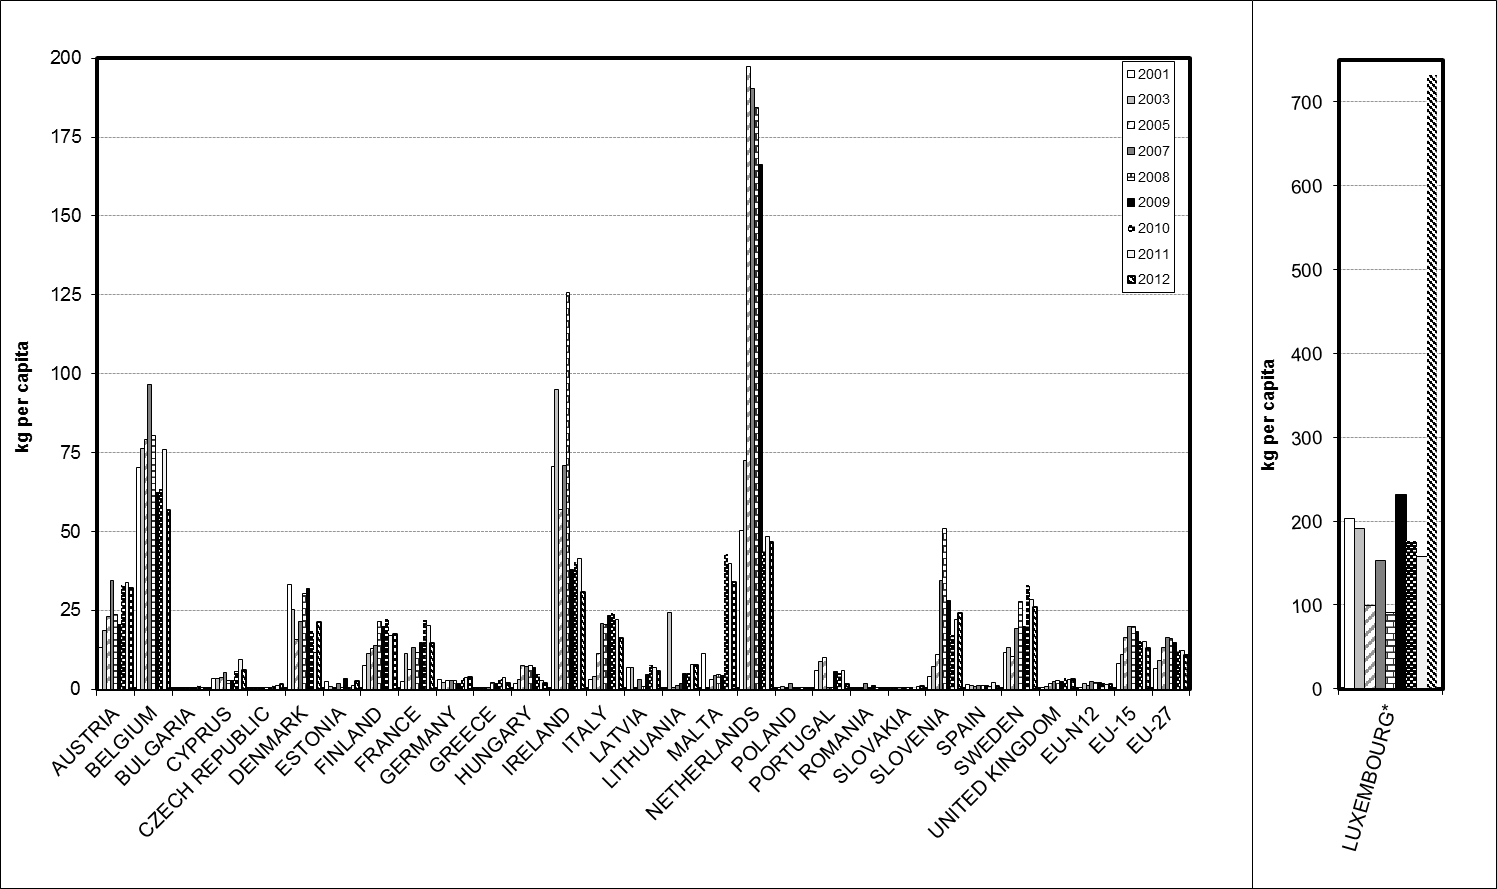 kg per capita
200
175
150
125
100
75
50
25
0
2001
2003
2005
2007
2008
2009
2010
2011
2012
AUSTRIA
BELGIUM
BULGARIA
CYPRUS
CZECH REPUBLIC
DENMARK
ESTONIA
FINLAND
FRANCE
GERMANY
GREECE
HUNGARY
IRELAND
ITALY
LATVIA
LITHUANIA
MALTA
NETHERLANDS
POLAND
PORTUGAL
ROMANIA
SLOVAKIA
SLOVENIA
SPAIN
SWEDEN
UNITED KINGDOM
EU-N12
EU-15
EU-27
kg per capita
700
600
500
400
300
200
100
0
LUXEMBOURG*